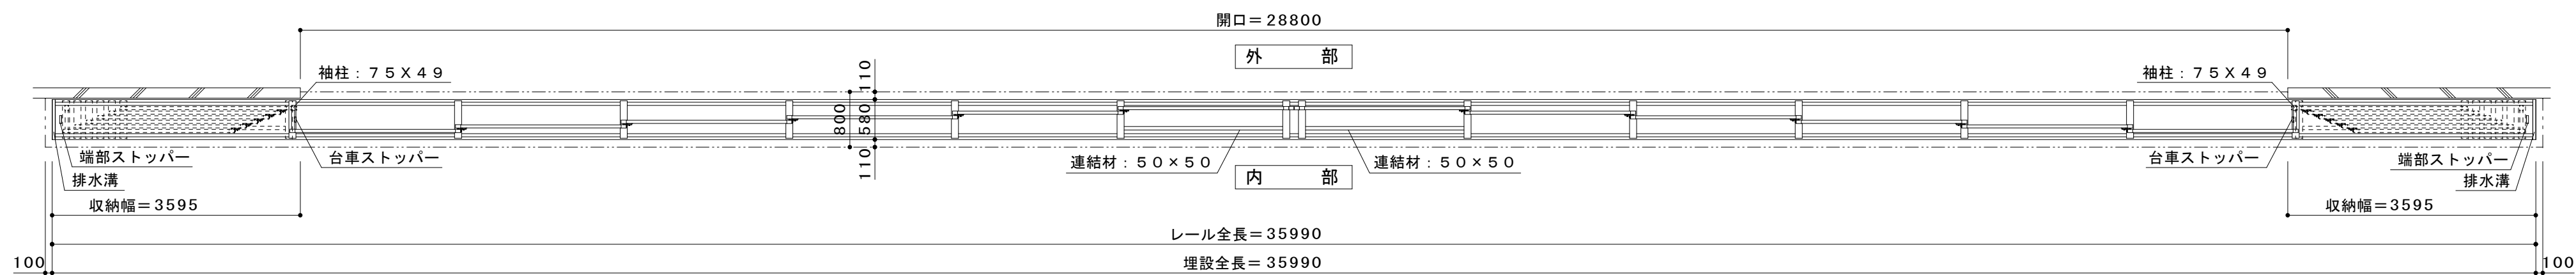 開口＝28800
外　　部
袖柱：７５Ｘ４９
袖柱：７５Ｘ４９
110
800
580
110
端部ストッパー
台車ストッパー
連結材：５０×５０
連結材：５０×５０
台車ストッパー
端部ストッパー
排水溝
内　　部
排水溝
収納幅＝3595
収納幅＝3595
レール全長＝35990
100
埋設全長＝35990
100